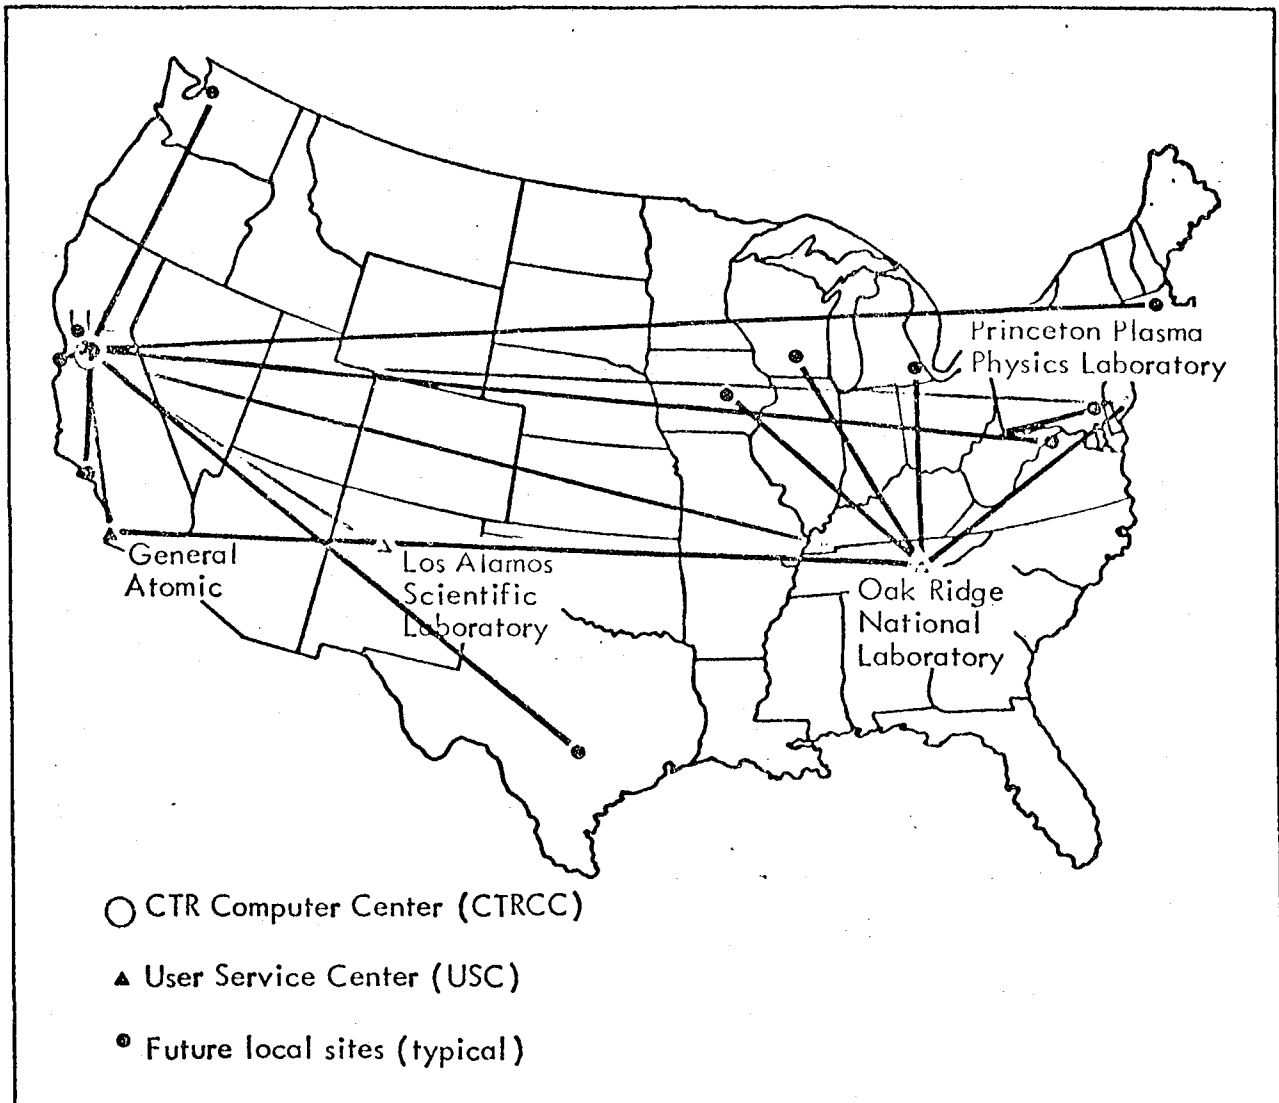 Princeton Plasma
Physics Laboratory
General
Atomic
Los Alamos
Scientific
Laboratory
Oak Ridge
National
Laboratory
CTR Computer Center (CTRCC)
User Service Center (USC)
Future local sites (typical)